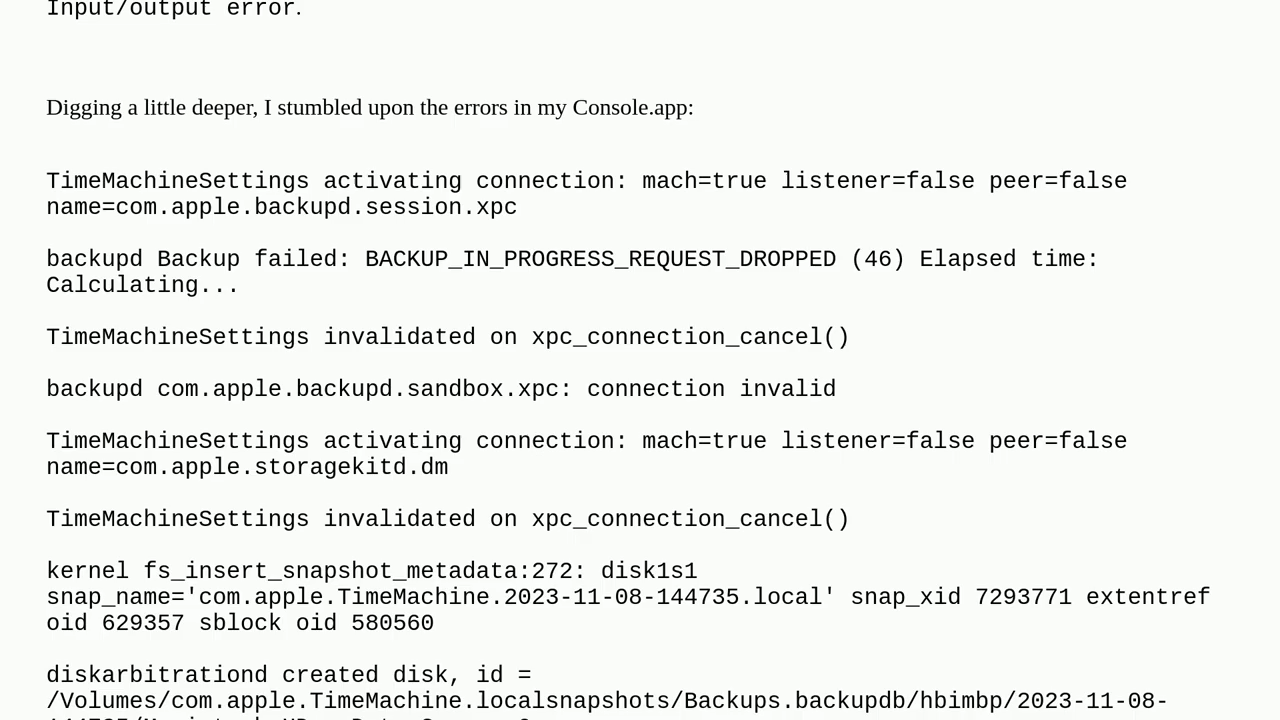 Input/output error.
Digging a little deeper, I stumbled upon the errors in my Console.app:
TimeMachineSettings activating connection: mach=true listener=false peer=false
name=com.apple.backupd.session.xpc
backupd Backup failed: BACKUP_IN_PROGRESS_REQUEST_DROPPED (46) Elapsed time:
Calculating...
TimeMachineSettings invalidated on xpc_connection_cancel()
backupd com.apple.backupd.sandbox.xpc: connection invalid
TimeMachineSettings activating connection: mach=true listener=false peer=false
name=com.apple.storagekitd.dm
TimeMachineSettings invalidated on xpc_connection_cancel()
kernel fs_insert_snapshot_metadata:272: disk1s1
snap_name='com.apple.TimeMachine.2023-11-08-144735.local' snap_xid 7293771 extentref
oid 629357 sblock oid 580560
diskarbitrationd created disk, id =
/Volumes/com.apple.TimeMachine.localsnapshots/Backups.backupdb/hbimbp/2023-11-08-